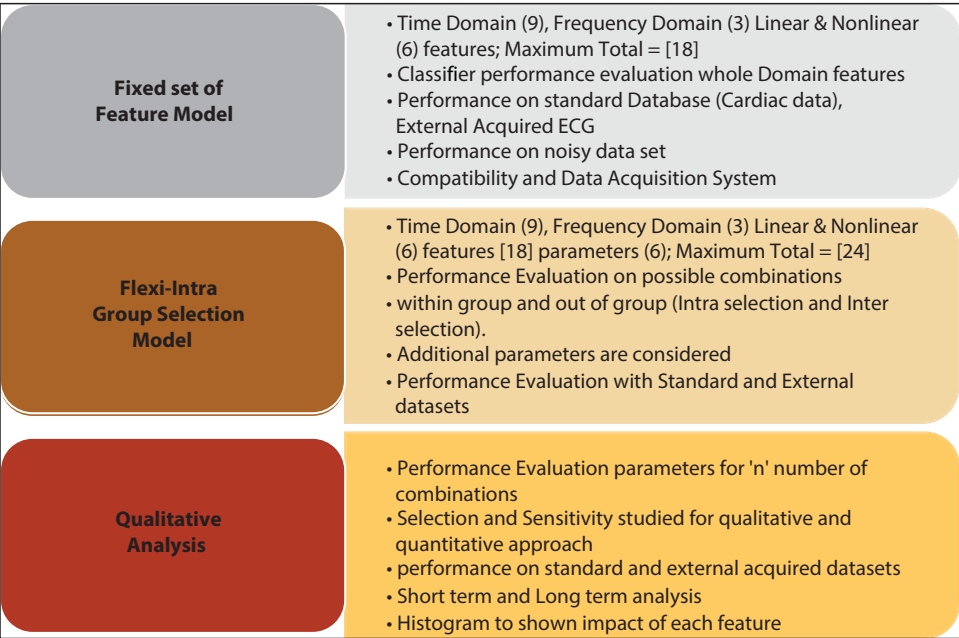 Fixed set of
Feature Model
• Time Domain (9), Frequency Domain (3) Linear & Nonlinear
(6) features; Maximum Total = [18]
• Classifier performance evaluation whole Domain features
• Performance on standard Database (Cardiac data),
External Acquired ECG
• Performance on noisy data set
• Compatibility and Data Acquisition System
Flexi-Intra
Group Selection
Model
• Time Domain (9), Frequency Domain (3) Linear & Nonlinear
(6) features [18] parameters (6); Maximum Total = [24]
• Performance Evaluation on possible combinations
• within group and out of group (Intra selection and Inter
selection).
• Additional parameters are considered
• Performance Evaluation with Standard and External
datasets
Qualitative
Analysis
• Performance Evaluation parameters for 'n' number of
combinations
• Selection and Sensitivity studied for qualitative and
quantitative approach
• performance on standard and external acquired datasets
• Short term and Long term analysis
• Histogram to shown impact of each feature